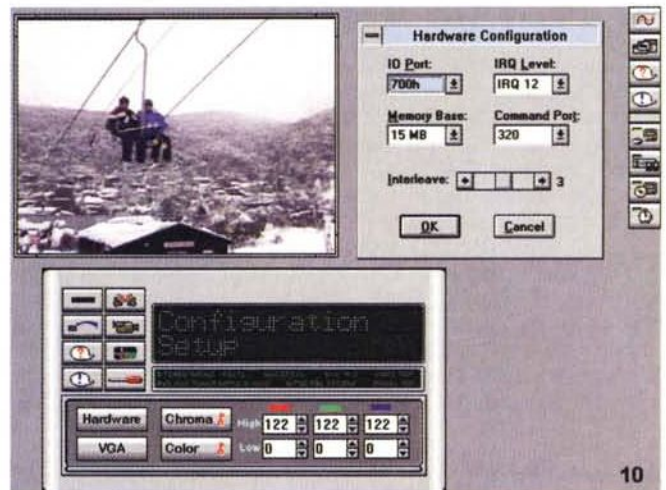 Hardware Configuration
IO Port:
IRQ Level:
700h
IRQ 12
Memory Base:
Command Port:
15 MB
320
Interleave:
3
OK
Cancel
Configuration
Setup
Hardware
Chroma
High
122
122
122
VGA
Color
Low
0
0
0
10